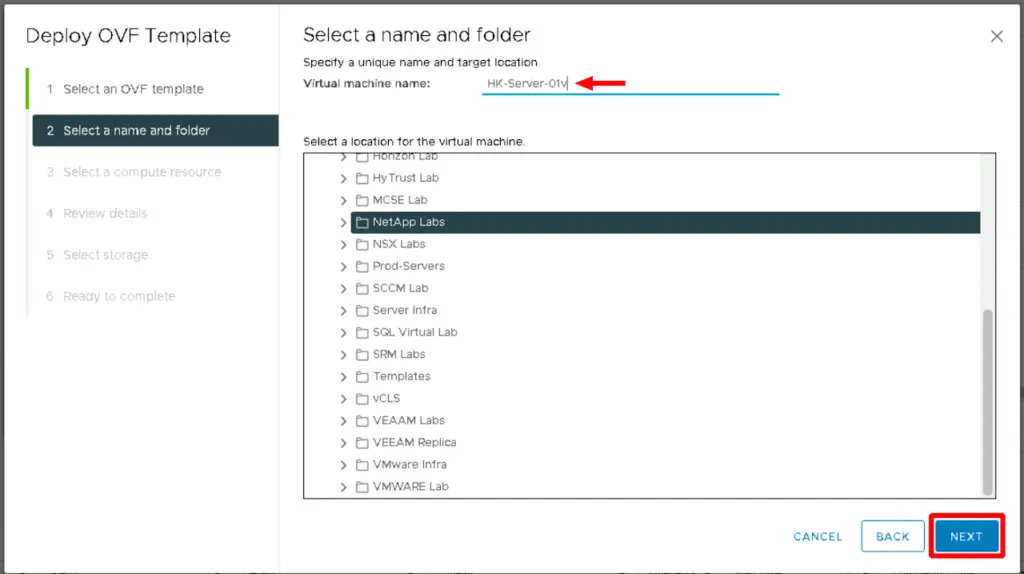 Deploy OVF Template
1 Select an OVF template
2 Select a name and folder
3 Select a compute resource
4 Review details
5 Select storage
6 Ready to complete
Select a name and folder
Specify a unique name and target location
Virtual machine name: HK-Server-01v
Select a location for the virtual machine.
Horizon Lab
HyTrust Lab
MCSE Lab
NetApp Labs
NSX Labs
Prod-Servers
SCCM Lab
Server Infra
SQL Virtual Lab
SRM Labs
Templates
vCLS
VEAAM Labs
VEEAM Replica
VMware Infra
VMWARE Lab
CANCEL BACK NEXT